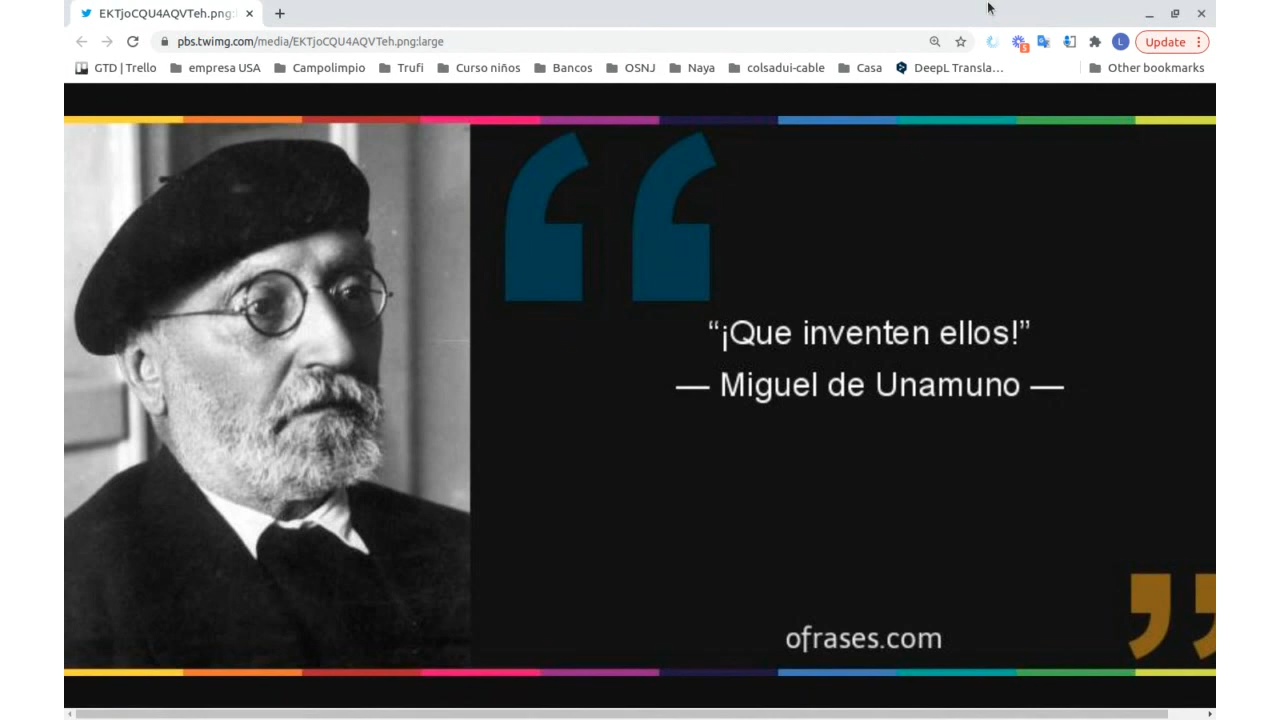 EKTjoCQU4AQVTeh.png:
pbs.twimg.com/media/EKTjoCQU4AQVTeh.png:large
5
L
Update
GTD | Trello
empresa USA
Campolimpio
Trufi
Curso niños
Bancos
OSNJ
Naya
colsadui-cable
Casa
DeepL Transla...
Other bookmarks
“¡Que inventen ellos!”
— Miguel de Unamuno —
ofrases.com